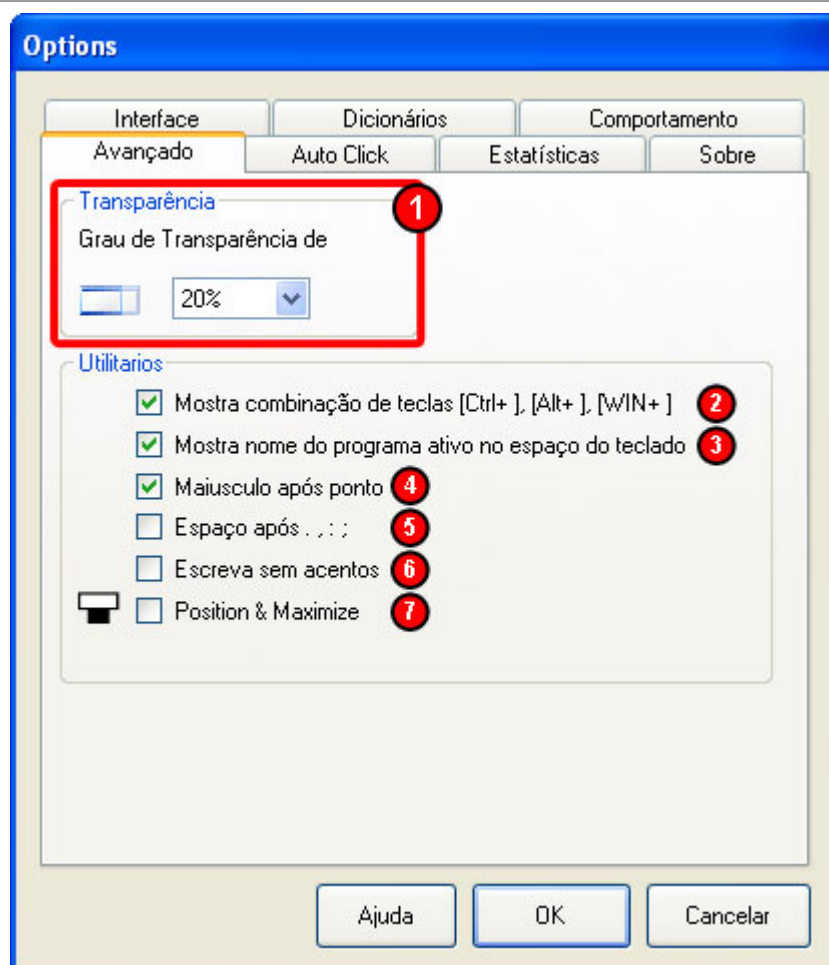 Options
Interface
Dicionários
Comportamento
Avançado
Auto Click
Estatísticas
Sobre
Transparência
1
Grau de Transparência de
20%
Utilitarios
Mostra combinação de teclas [Ctrl+ ], [Alt+ ], [WIN+ ] 2
Mostra nome do programa ativo no espaço do teclado 3
Maiusculo após ponto 4
Espaço após . , : ; 5
Escreva sem acentos 6
Position & Maximize 7
Ajuda
OK
Cancelar